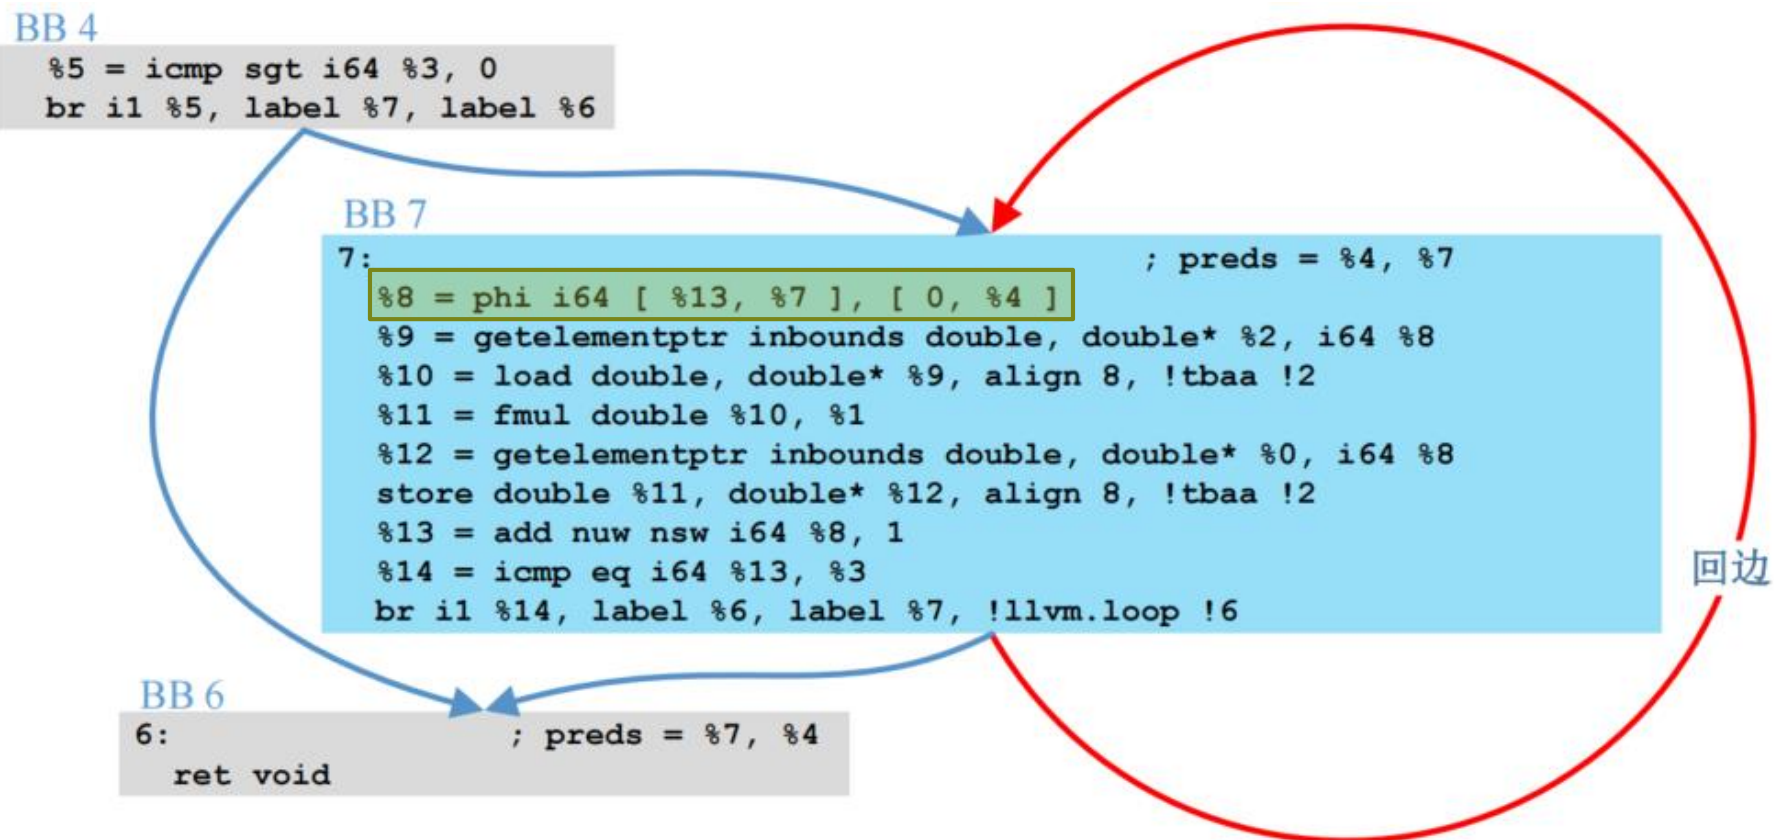 BB 4
%5 = icmp sgt i64 %3, 0
br i1 %5, label %7, label %6
BB 7
7: ; preds = %4, %7
%8 = phi i64 [ %13, %7 ], [ 0, %4 ]
%9 = getelementptr inbounds double, double* %2, i64 %8
%10 = load double, double* %9, align 8, !tbaa !2
%11 = fmul double %10, %1
%12 = getelementptr inbounds double, double* %0, i64 %8
store double %11, double* %12, align 8, !tbaa !2
%13 = add nuw nsw i64 %8, 1
%14 = icmp eq i64 %13, %3
br i1 %14, label %6, label %7, !llvm.loop !6
回边
BB 6
6: ; preds = %7, %4
ret void